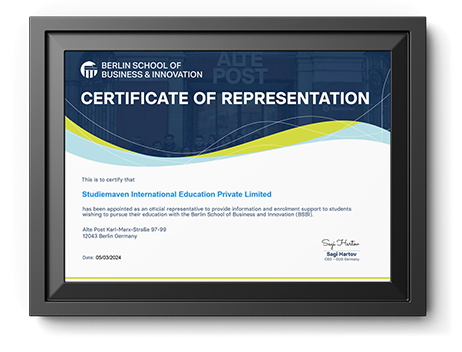 BERLIN SCHOOL OF
BUSINESS & INNOVATION
ALTE
POST
CERTIFICATE OF REPRESENTATION
This is to certify that
Studiemaven International Education Private Limited
has been appointed as an official representative to provide information and enrolment support to students
wishing to pursue their education with the Berlin School of Business and Innovation (BSBI).
Alte Post Karl-Marx-Straße 97-99
12043 Berlin Germany
Date: 05/03/2024
Sagi Hartov
Sagi Hartov
CEO – GUS Germany